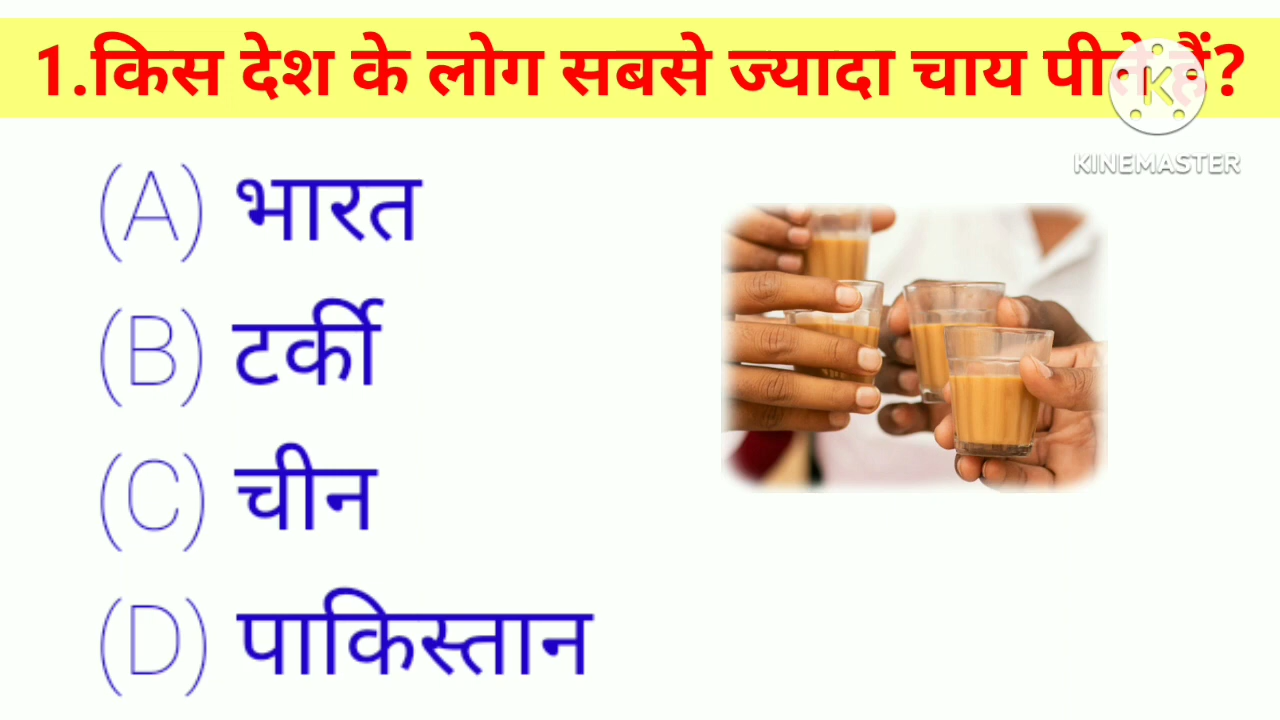 1.किस देश के लोग सबसे ज्यादा चाय पीते हैं?
K
KINEMASTER
(A) भारत
(B) टर्की
(C) चीन
(D) पाकिस्तान